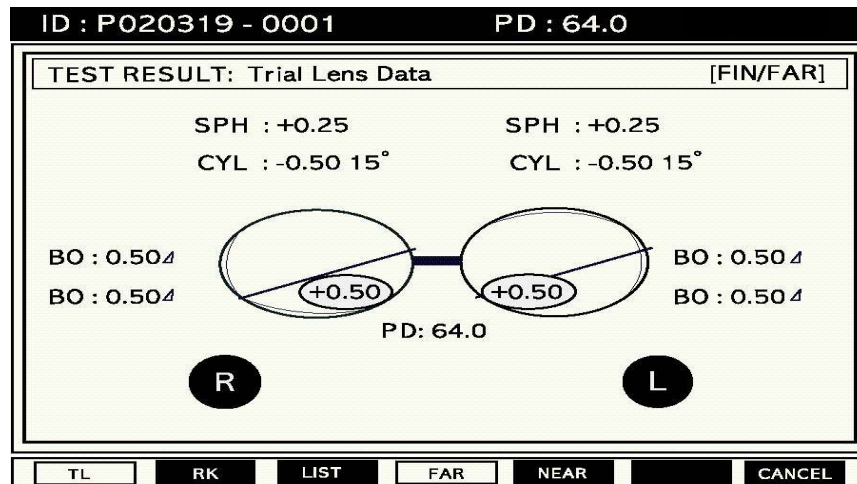 ID : P020319 - 0001 PD : 64.0
TEST RESULT: Trial Lens Data [FIN/FAR]
SPH : +0.25 SPH : +0.25
CYL : -0.50 15° CYL : -0.50 15°
BO : 0.50⊿ BO : 0.50⊿
BO : 0.50⊿ +0.50 +0.50 BO : 0.50⊿
PD: 64.0
R L
TL RK LIST FAR NEAR CANCEL